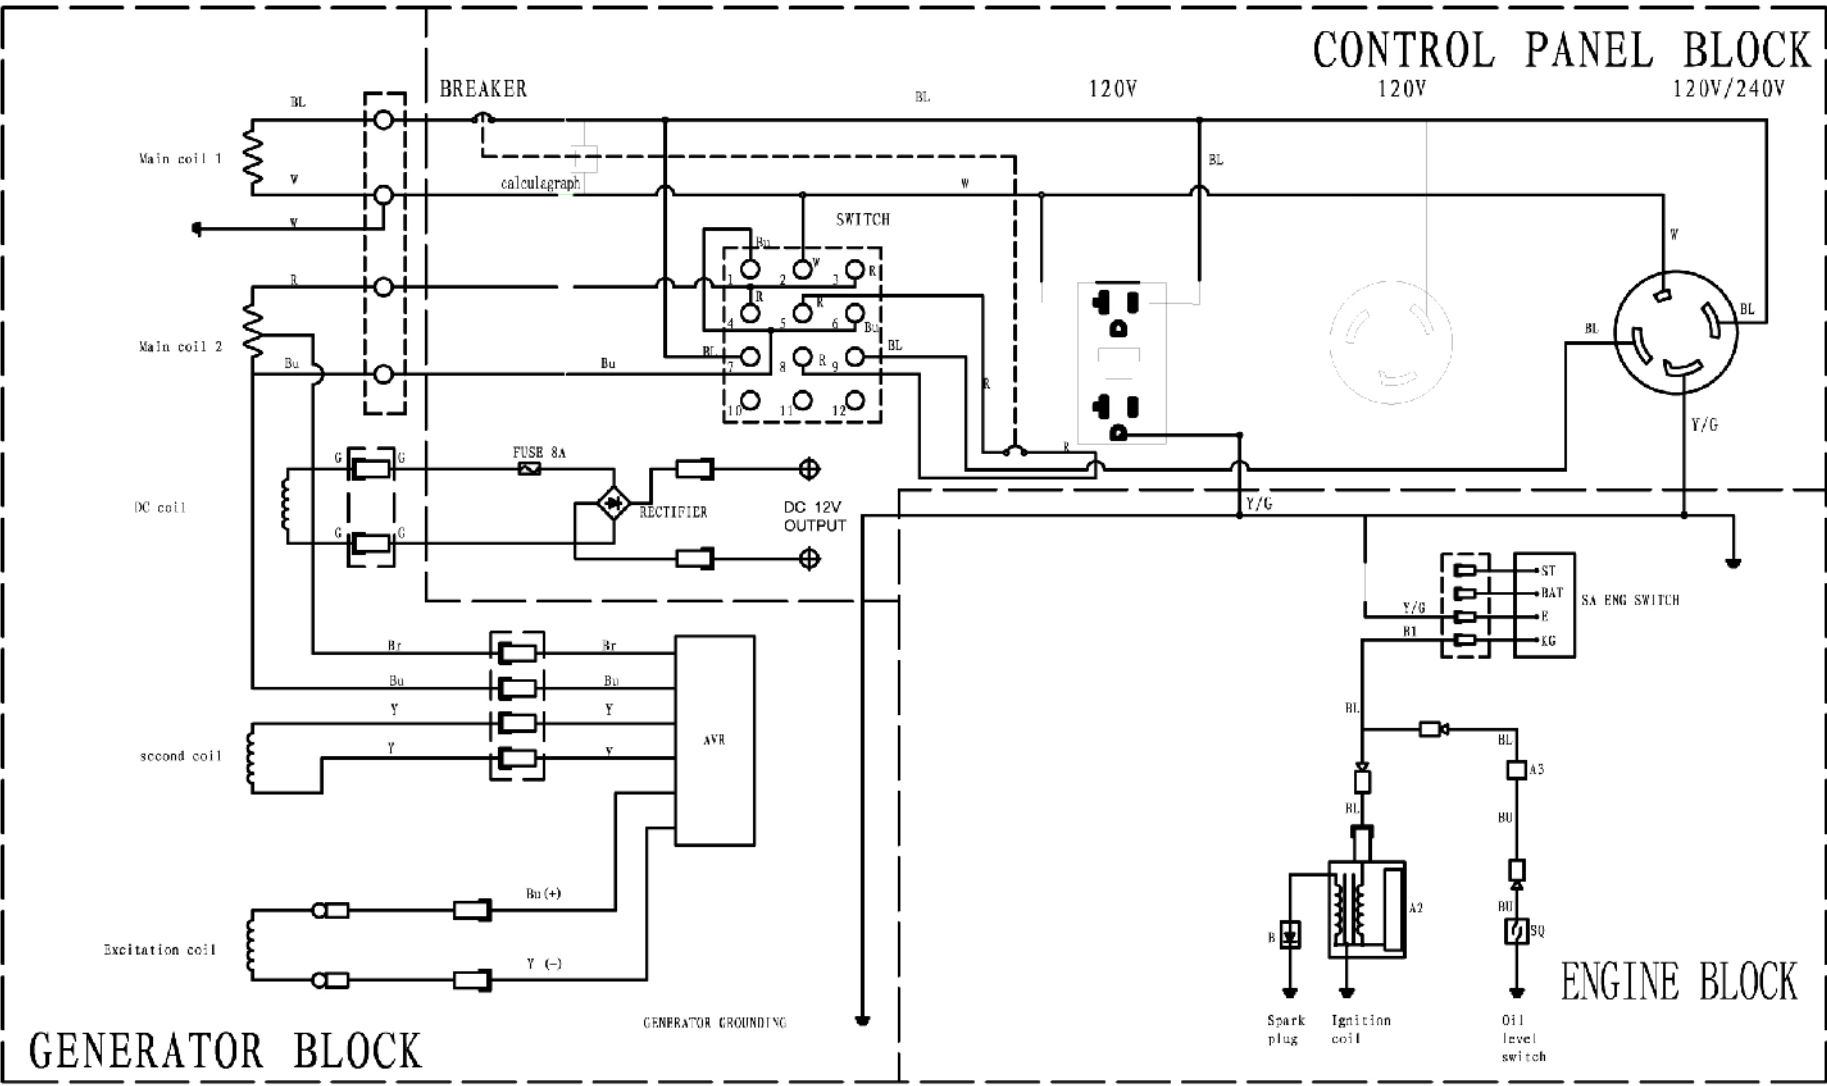 CONTROL PANEL BLOCK
BREAKER
120V
120V
120V/240V
BL
BL
Main coil 1
BL
W
calculagraph
W
SWITCH
W
W
Bu
W
R
1
2
3
R
R
R
4
5
6
Bu
BL
BL
Main coil 2
Bu
Bu
BL
7
8
R
9
BL
R
10
11
12
Y/G
R
G
G
FUSE 8A
DC coil
RECTIFIER
DC 12V
OUTPUT
Y/G
G
G
ST
BAT
E
KG
SA ENG SWITCH
Y/G
B1
Br
Br
Bu
Bu
Y
Y
BL
AVR
second coil
Y
Y
BL
A3
BL
BU
Bu(+)
BU
A2
B
SQ
Excitation coil
Y (-)
ENGINE BLOCK
GENERATOR GROUNDING
Spark
plug
Ignition
coil
Oil
level
switch
GENERATOR BLOCK